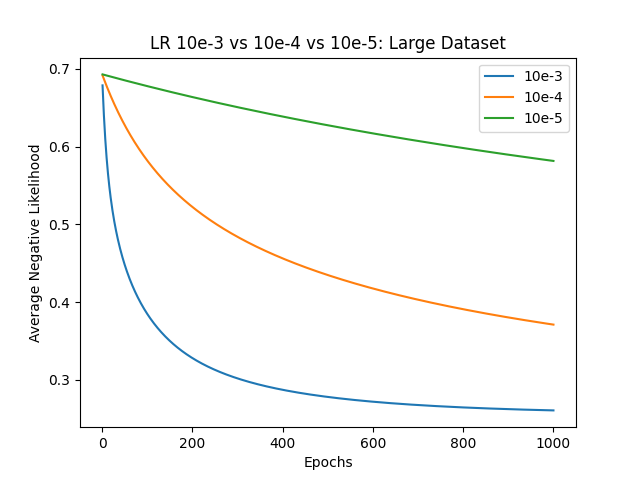 LR 10e-3 vs 10e-4 vs 10e-5: Large Dataset
10e-3
10e-4
10e-5
Average Negative Likelihood
0.7
0.6
0.5
0.4
0.3
0 200 400 600 800 1000
Epochs